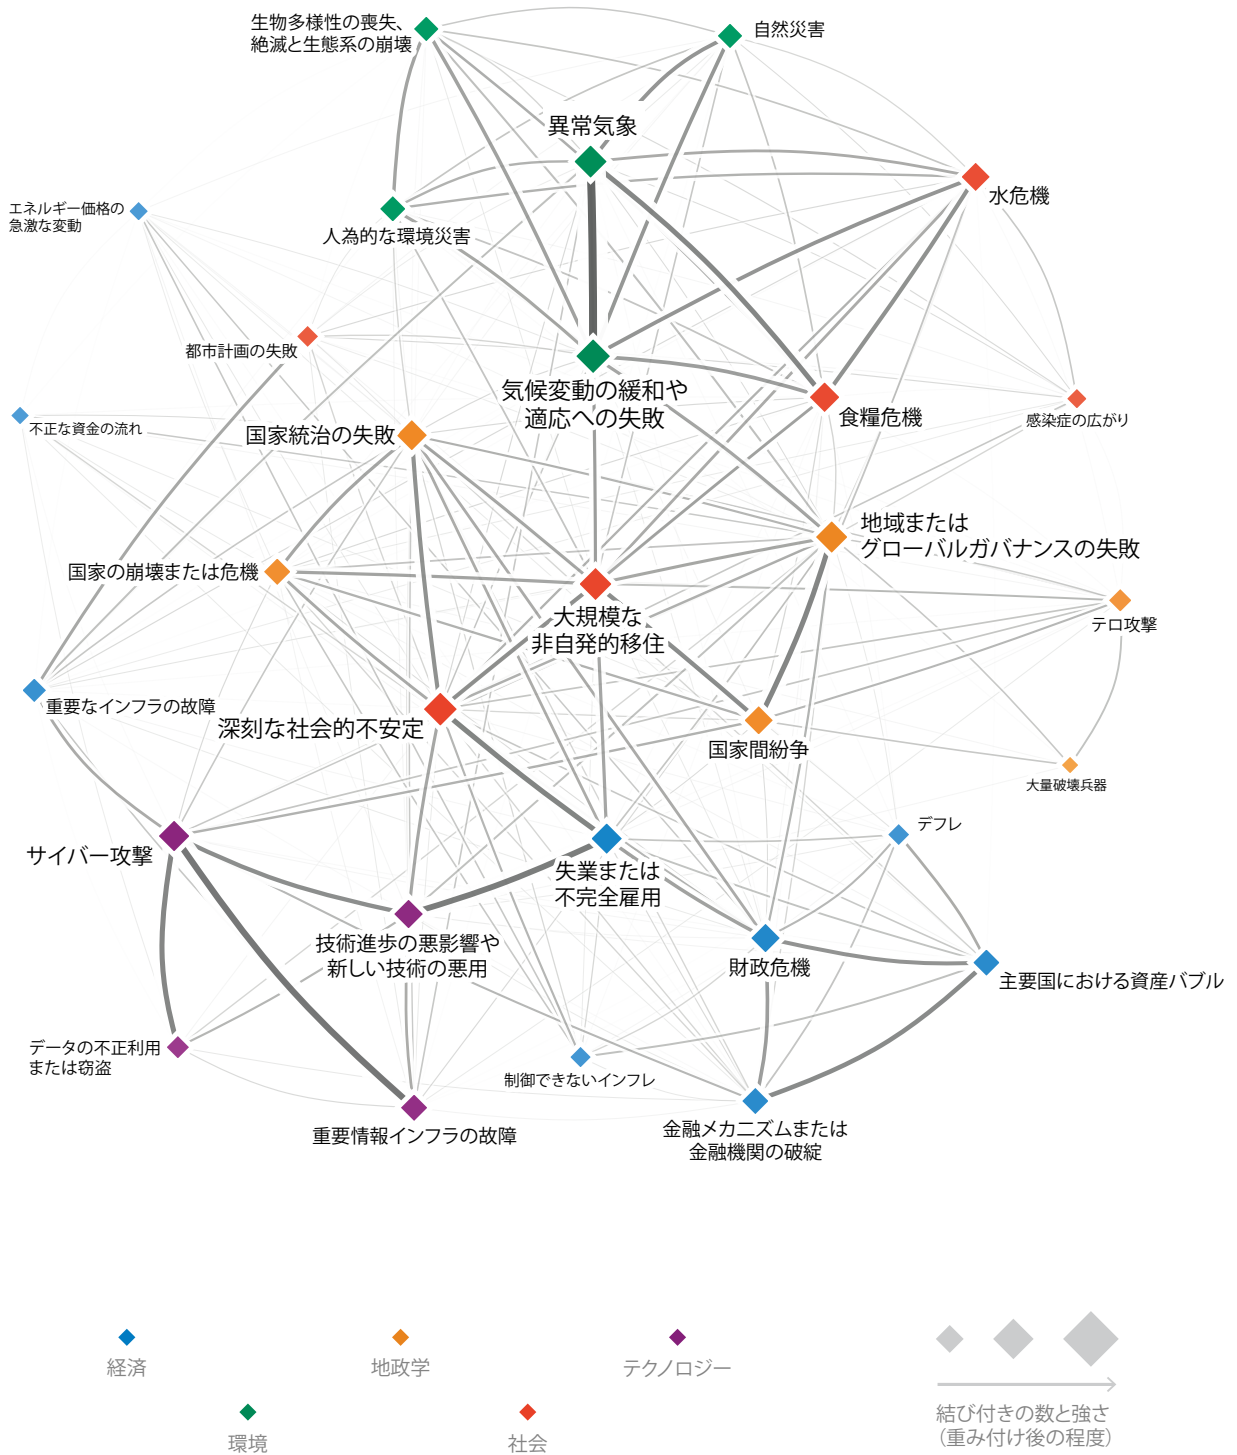 生物多様性の喪失、
絶滅と生態系の崩壊
自然災害
異常気象
水危機
エネルギー価格の
急激な変動
人為的な環境災害
都市計画の失敗
気候変動の緩和や
適応への失敗
食糧危機
感染症の広がり
不正な資金の流れ
国家統治の失敗
地域または
グローバルガバナンスの失敗
国家の崩壊または危機
大規模な
非自発的移住
テロ攻撃
重要なインフラの故障
深刻な社会的不安定
国家間紛争
大量破壊兵器
サイバー攻撃
デフレ
失業または
不完全雇用
技術進歩の悪影響や
新しい技術の悪用
財政危機
主要国における資産バブル
データの不正利用
または窃盗
制御できないインフレ
重要情報インフラの故障
金融メカニズムまたは
金融機関の破綻
経済
地政学
テクノロジー
環境
社会
結び付きの数と強さ
（重み付け後の程度）